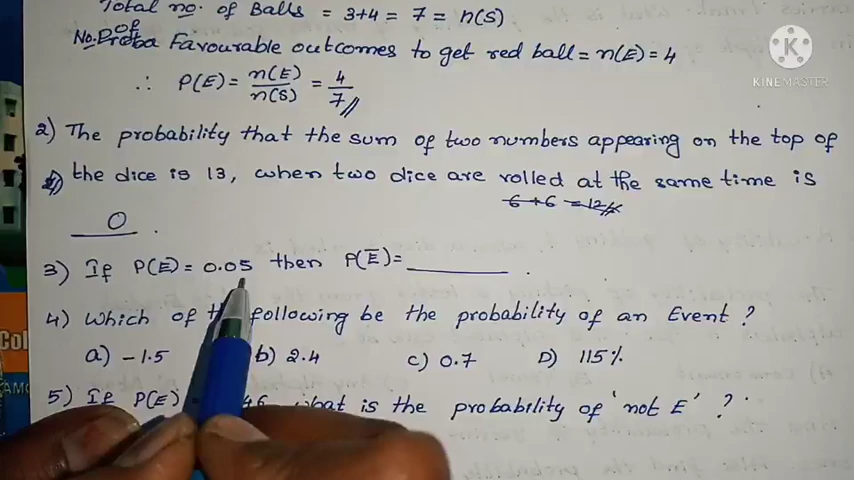 Total no. of Balls = 3+4 = 7 = n(S)
No. of Favourable outcomes to get red ball = n(E) = 4
∴ P(E) = n(E)/n(S) = 4/7 //
KINEMASTER
2) The probability that the sum of two numbers appearing on the top of
the dice is 13, when two dice are rolled at the same time is
6+6 = 12
0 .
3) If P(E) = 0.05 then P(E̅) = ________ .
4) Which of the following be the probability of an Event ?
a) -1.5 b) 2.4 c) 0.7 D) 115%
5) If P(E) 46 what is the probability of 'not E' ?